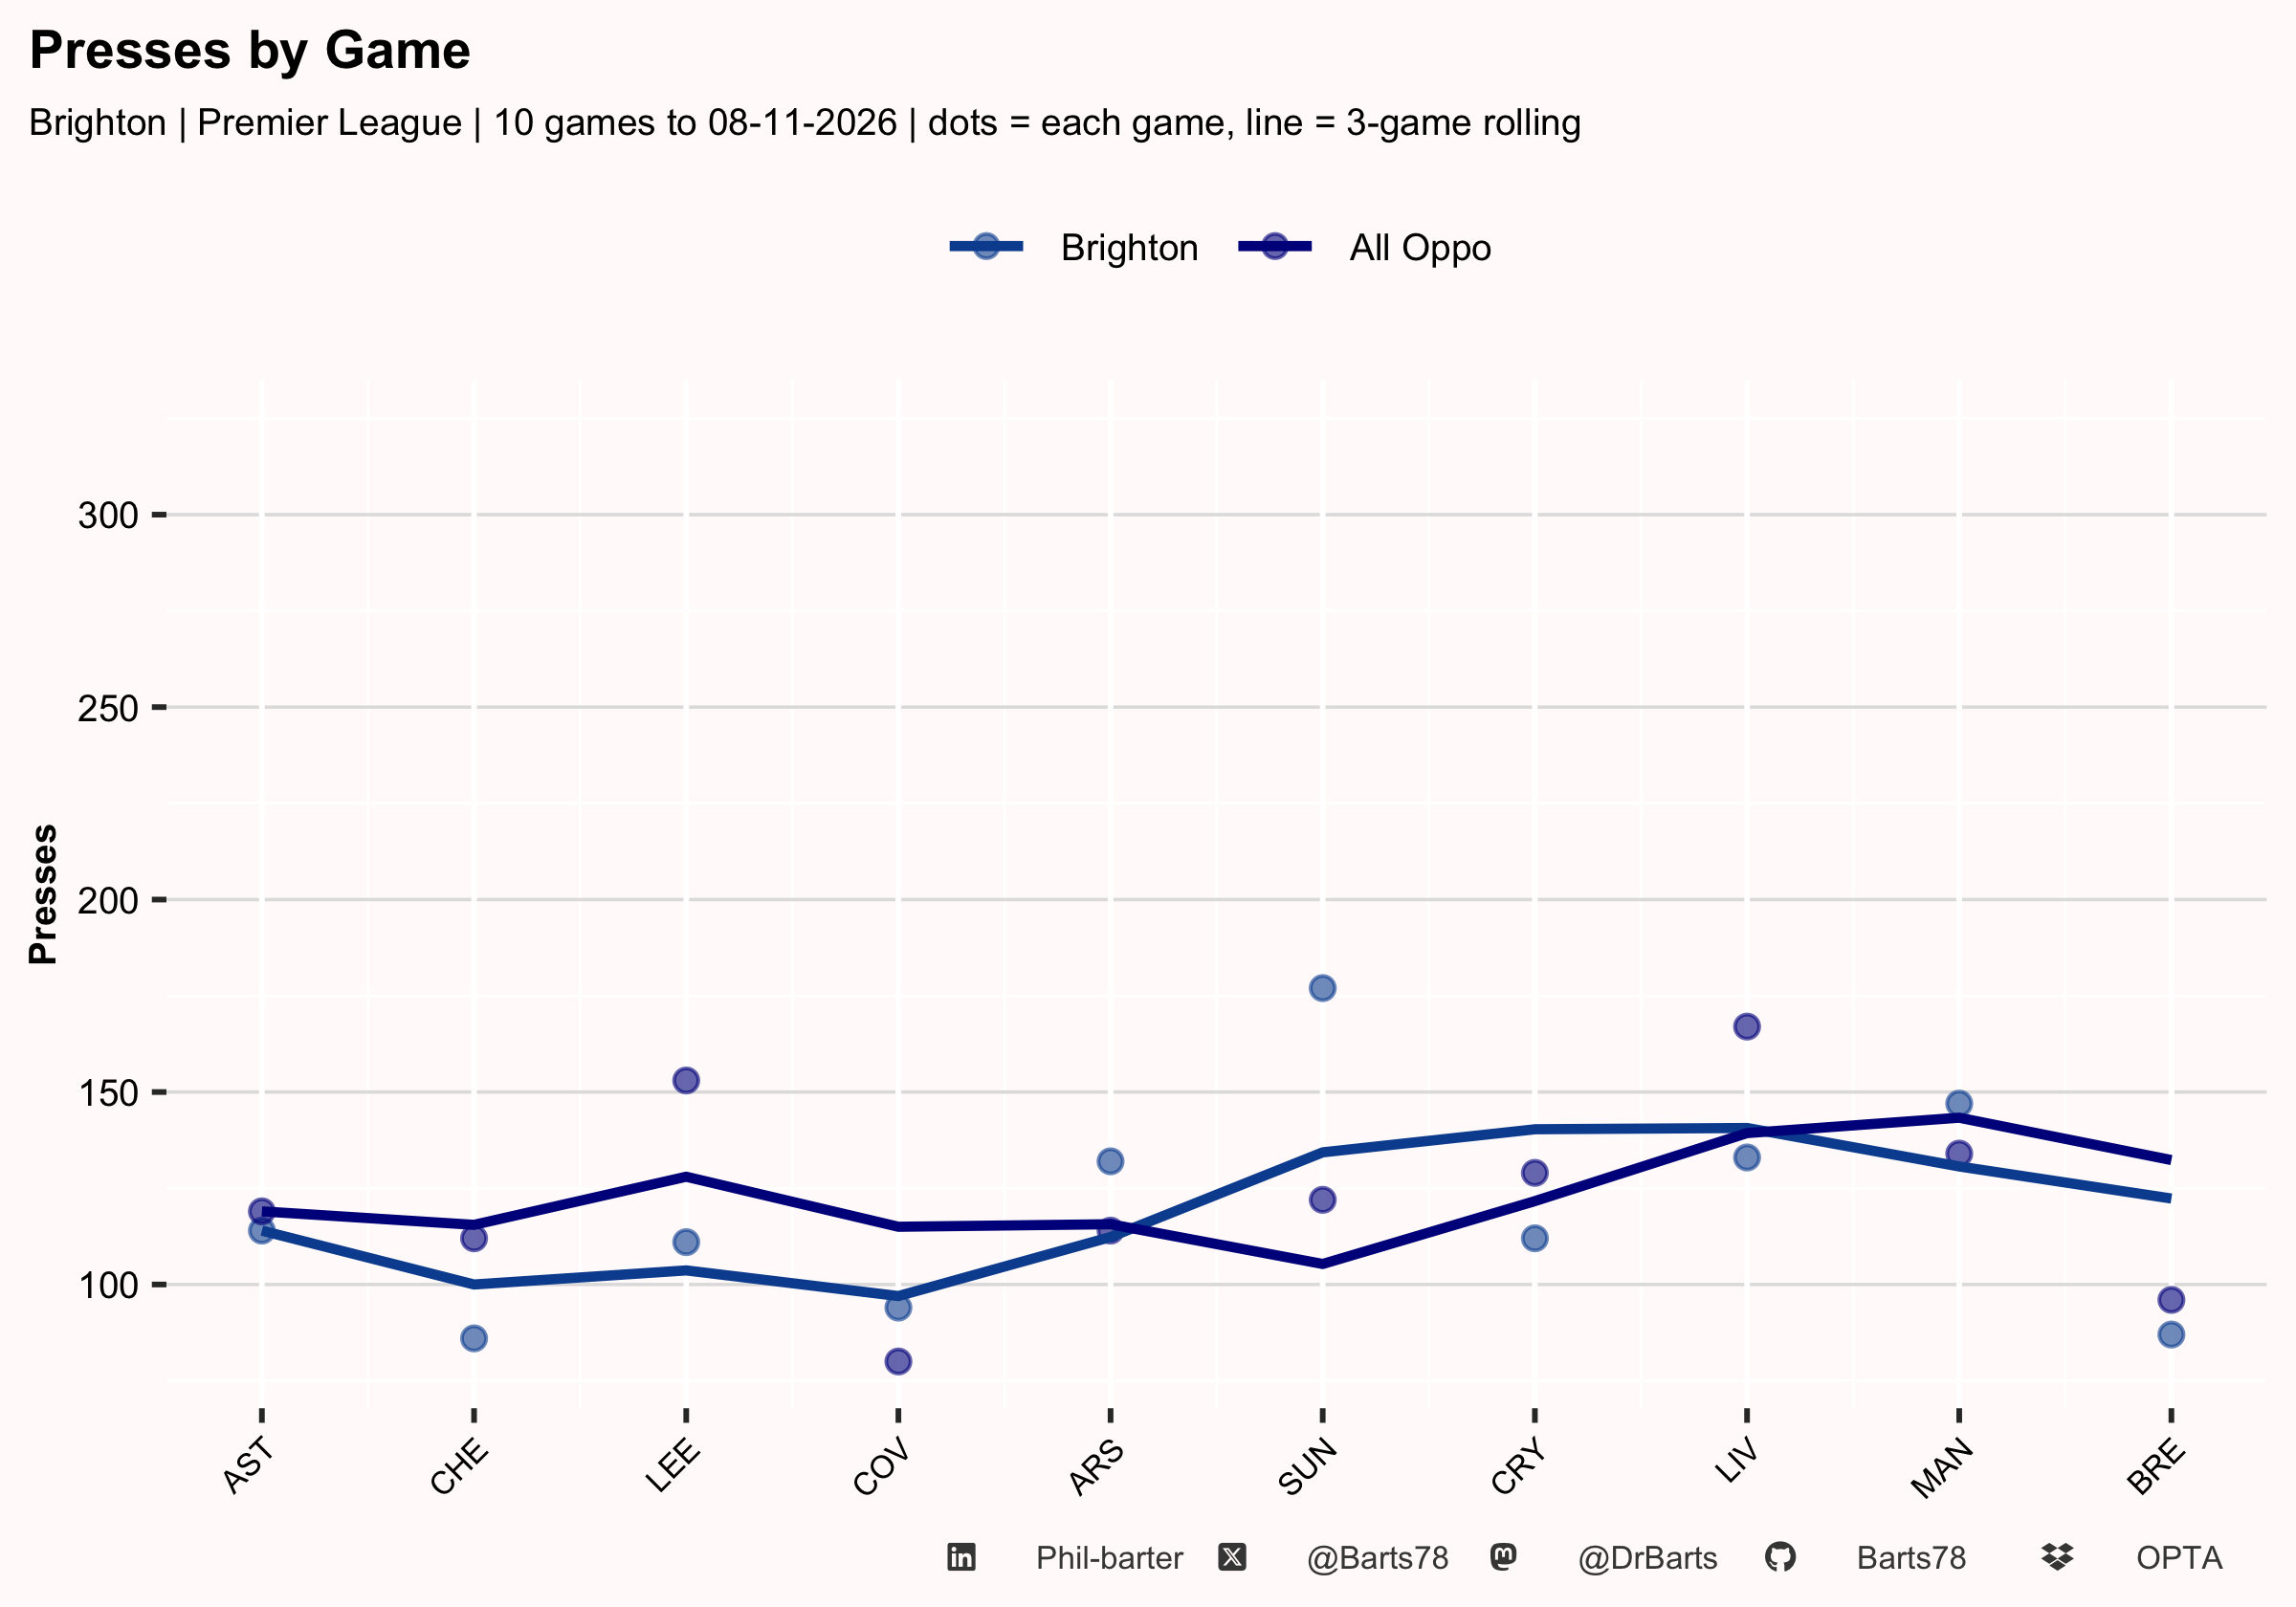 Presses by Game
Brighton | Premier League | 10 games to 08-11-2026 | dots = each game, line = 3-game rolling
Brighton
All Oppo
Presses
300
250
200
150
100
AST
CHE
LEE
COV
ARS
SUN
CRY
LIV
MAN
BRE
Phil-barter @Barts78 @DrBarts Barts78 OPTA